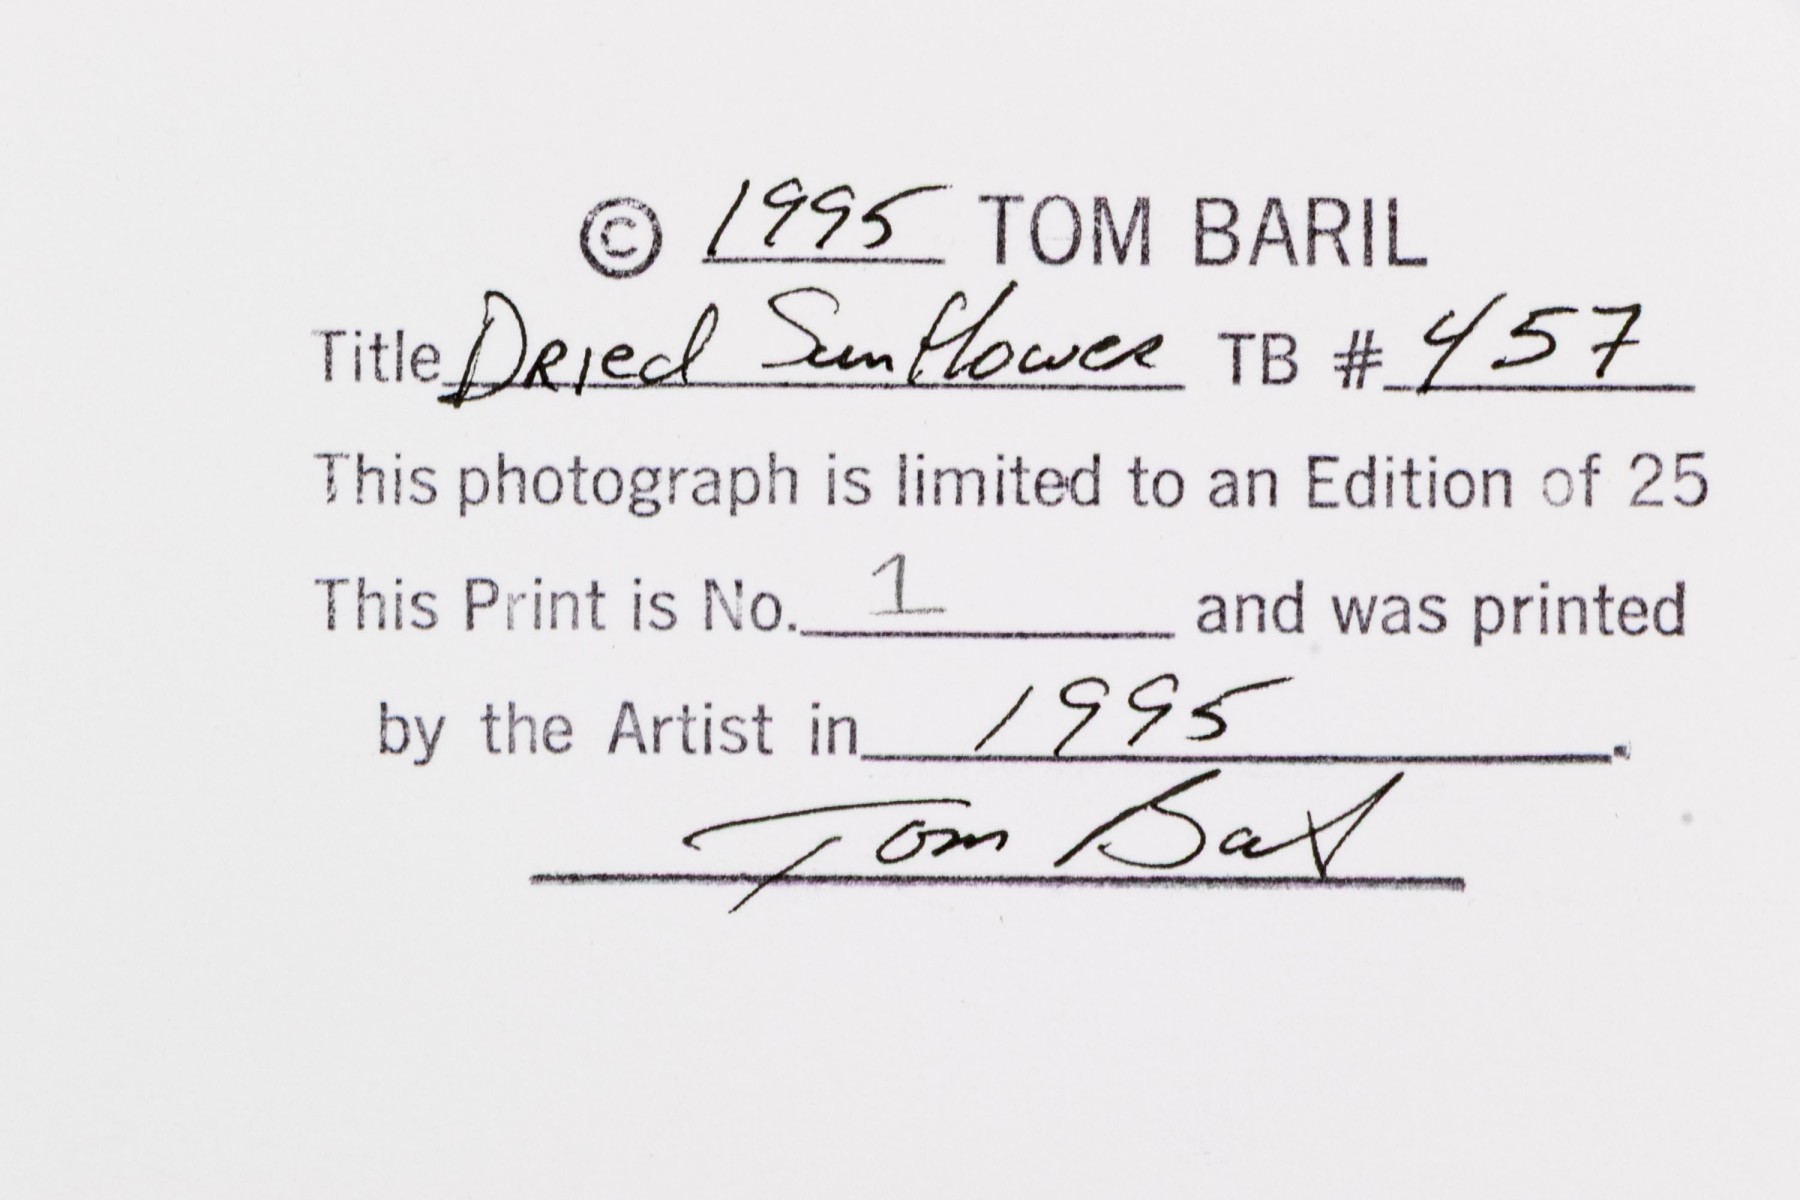 © 1995 TOM BARIL
Title Dried Sunflower TB # 457
This photograph is limited to an Edition of 25
This Print is No. 1 and was printed
by the Artist in 1995.
Tom Baril